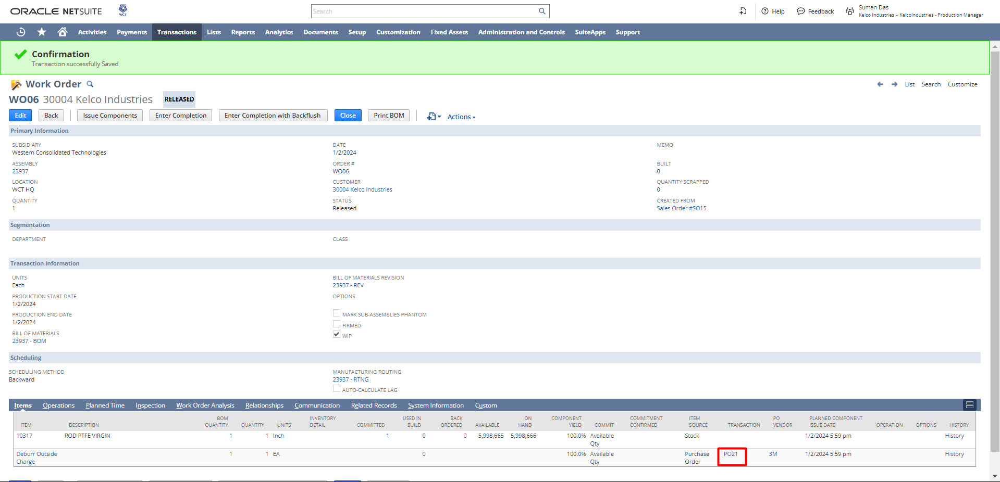 ORACLE NETSUITE
WCT
Search
Help
Feedback
Suman Das
Kelco Industries - KelcoIndustries - Production Manager
Activities Payments Transactions Lists Reports Analytics Documents Setup Customization Fixed Assets Administration and Controls SuiteApps Support
Confirmation
Transaction successfully Saved
Work Order
List Search Customize
WO06 30004 Kelco Industries RELEASED
Edit Back Issue Components Enter Completion Enter Completion with Backflush Close Print BOM Actions
Primary Information
SUBSIDIARY
Western Consolidated Technologies
ASSEMBLY
23937
LOCATION
WCT HQ
QUANTITY
1
DATE
1/2/2024
ORDER #
WO06
CUSTOMER
30004 Kelco Industries
STATUS
Released
MEMO
BUILT
0
QUANTITY SCRAPPED
0
CREATED FROM
Sales Order #SO15
Segmentation
DEPARTMENT
CLASS
Transaction Information
UNITS
Each
PRODUCTION START DATE
1/2/2024
PRODUCTION END DATE
1/2/2024
BILL OF MATERIALS
23937 - BOM
BILL OF MATERIALS REVISION
23937 - REV
OPTIONS
MARK SUB-ASSEMBLIES PHANTOM
FIRMED
WIP
Scheduling
SCHEDULING METHOD
Backward
MANUFACTURING ROUTING
23937 - RTNG
AUTO-CALCULATE LAG
Items Operations Planned Time Inspection Work Order Analysis Relationships Communication Related Records System Information Custom
ITEM DESCRIPTION BOM QUANTITY QUANTITY UNITS INVENTORY DETAIL COMMITTED USED IN BUILD BACK ORDERED AVAILABLE ON HAND COMPONENT YIELD COMMIT COMMITMENT CONFIRMED ITEM SOURCE TRANSACTION PO VENDOR PLANNED COMPONENT ISSUE DATE OPERATION OPTIONS HISTORY
10317 ROD PTFE VIRGIN 1 1 Inch 1 0 0 5,998,665 5,998,666 100.0% Available Qty Stock 1/2/2024 5:59 pm History
Deburr Outside Charge 1 1 EA 0 100.0% Available Qty Purchase Order PO21 3M 1/2/2024 5:59 pm History